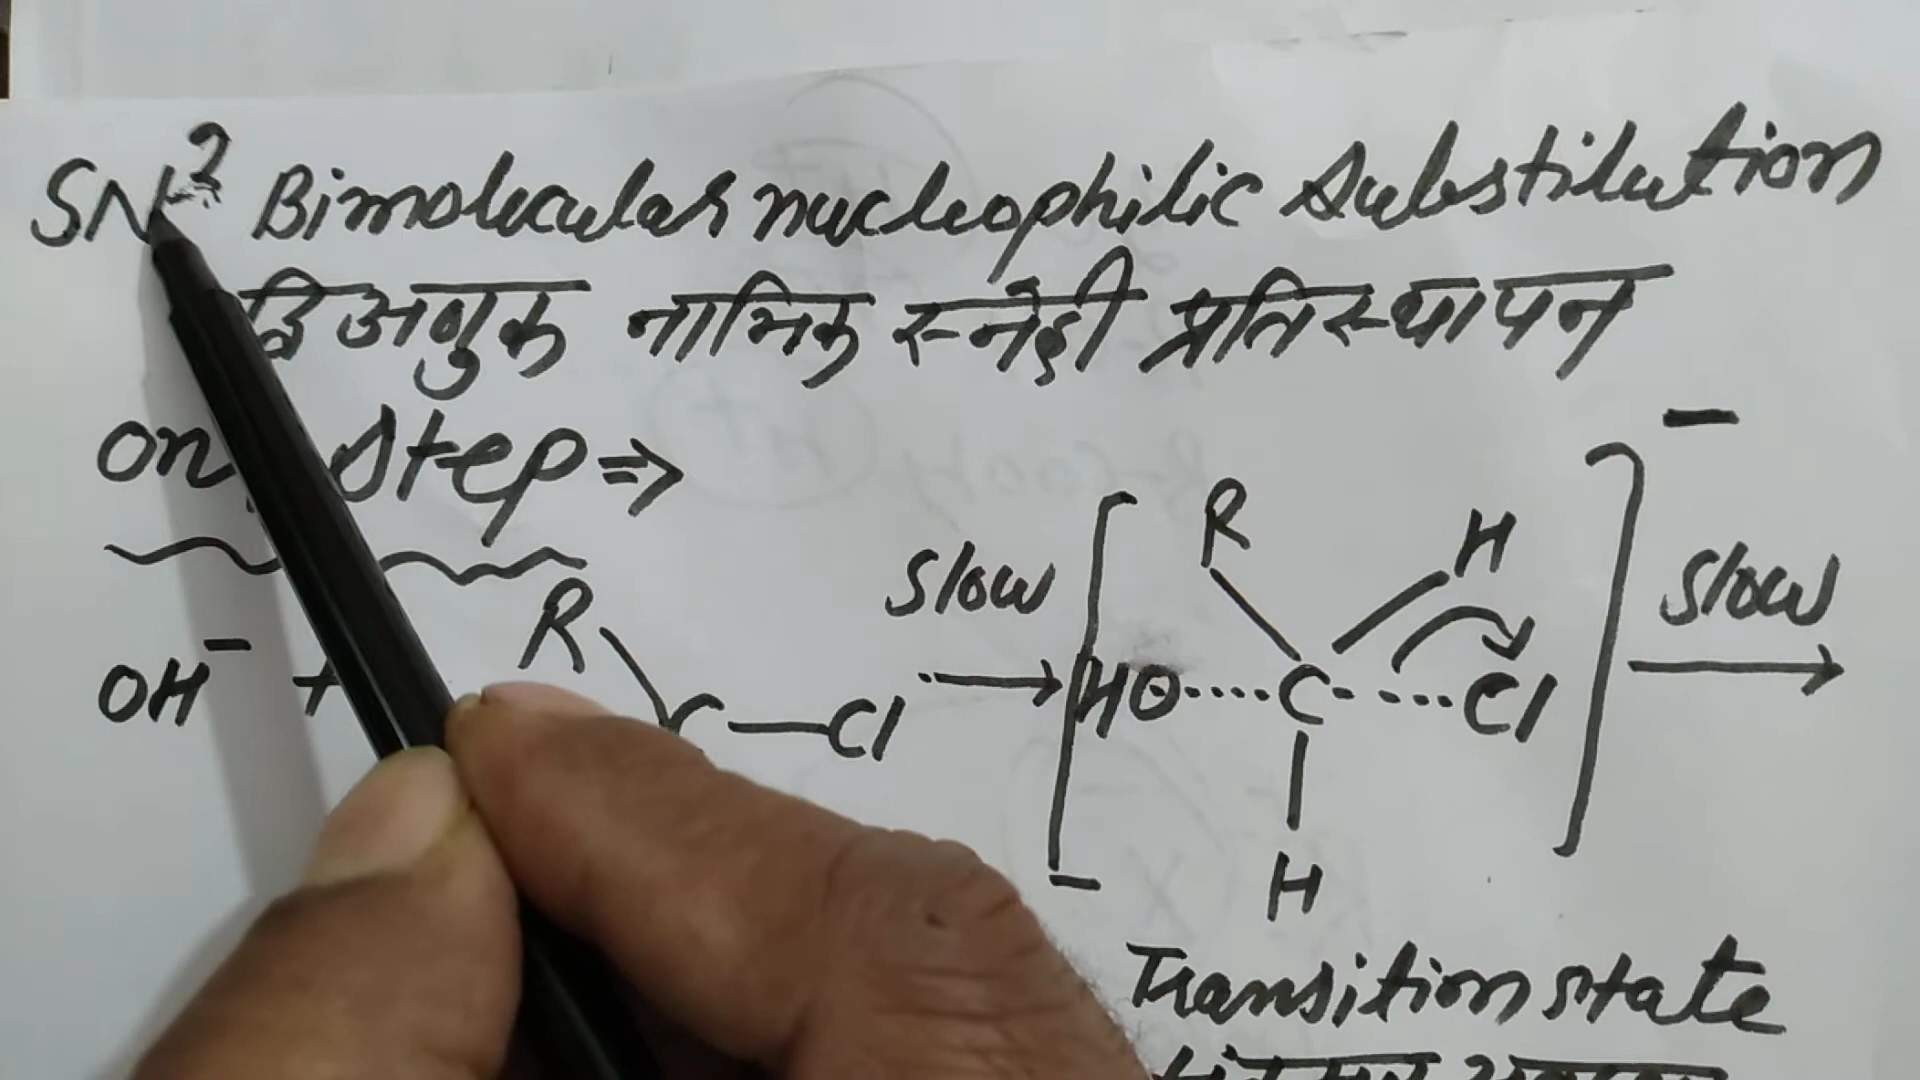 SN² Bimolecular nucleophilic Substitution
द्विअणुक नाभिक स्नेही प्रतिस्थापन
Step ⇒
Slow Slow
OH⁻ + R C—Cl → [HO....C....Cl R H H]⁻ →
Transition state